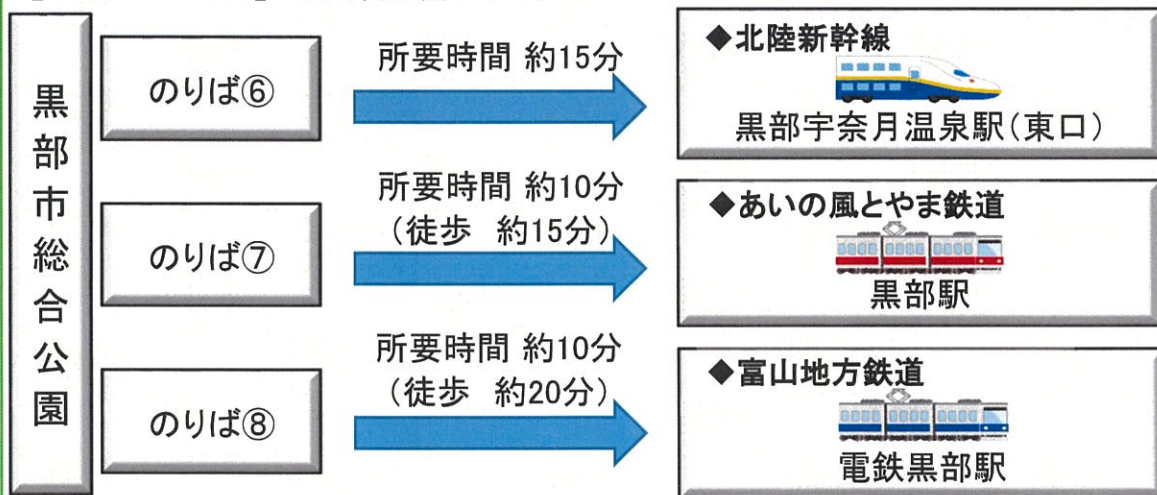 黒部市総合公園
のりば⑥
所要時間 約15分
◆北陸新幹線
黒部宇奈月温泉駅(東口)
のりば⑦
所要時間 約10分
(徒歩 約15分)
◆あいの風とやま鉄道
黒部駅
のりば⑧
所要時間 約10分
(徒歩 約20分)
◆富山地方鉄道
電鉄黒部駅